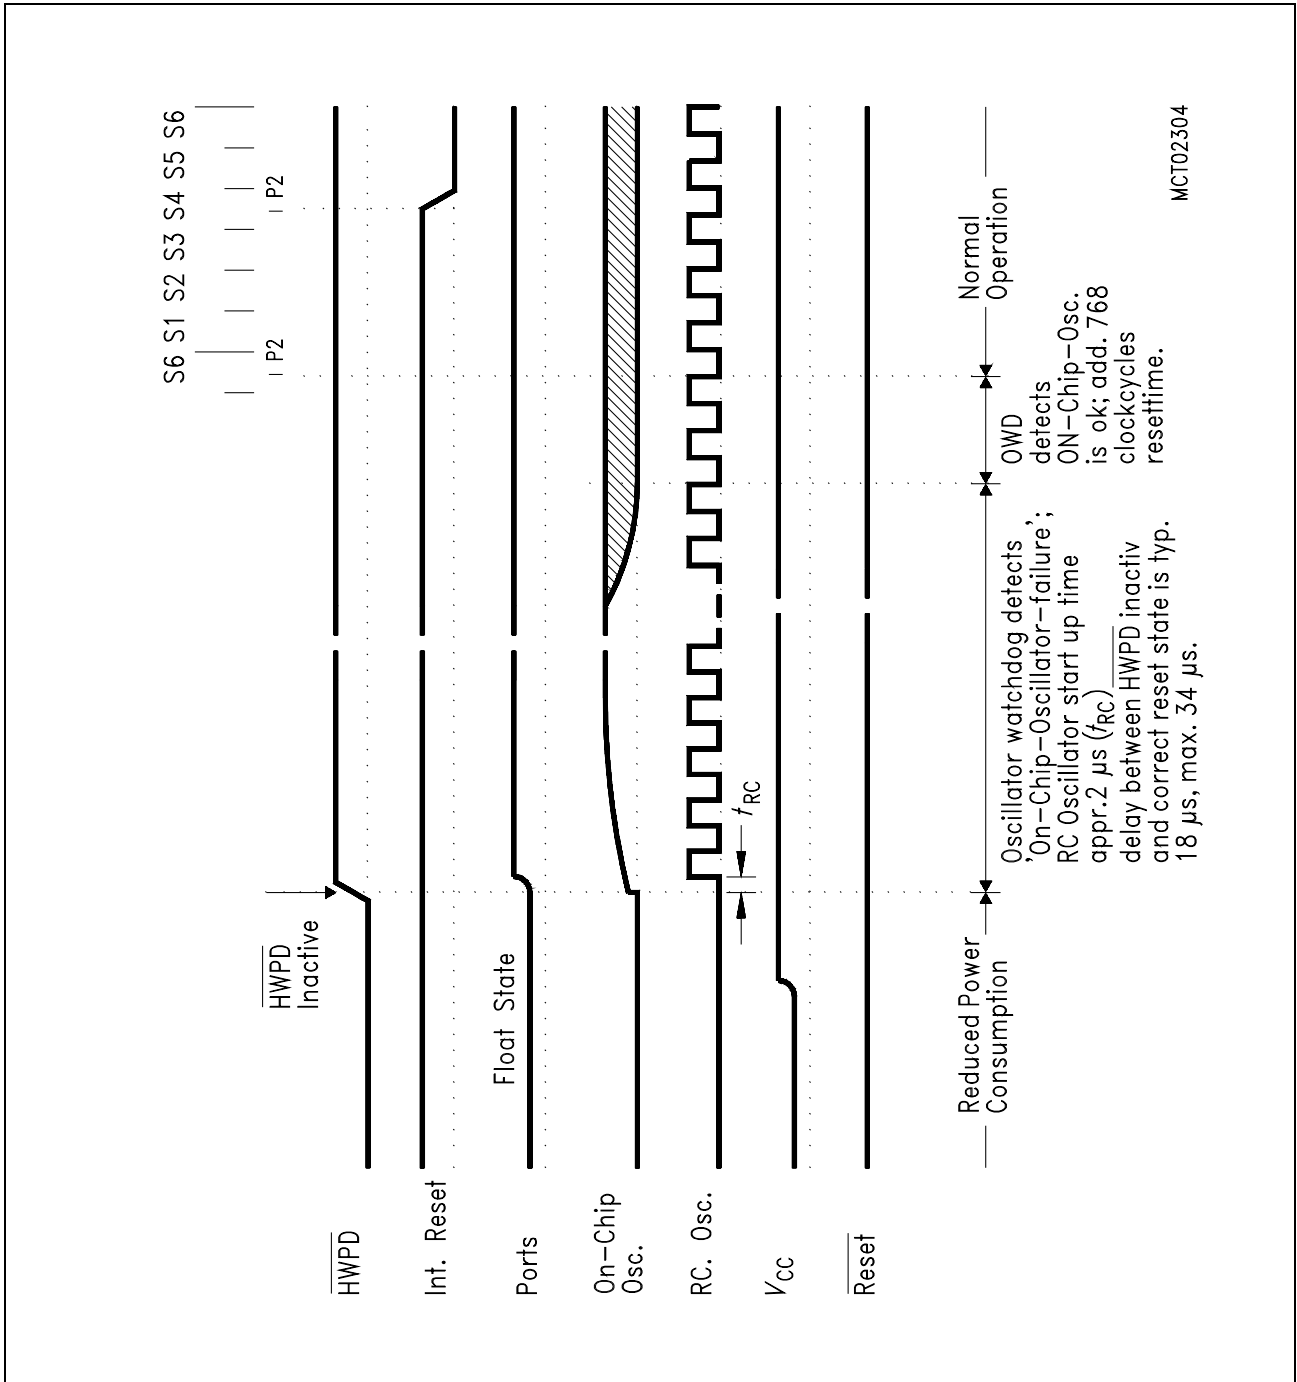 S6 S1 S2 S3 S4 S5 S6
P2 P2
HWPD
Inactive
HWPD
Int. Reset
Float State
Ports
On-Chip
Osc.
RC. Osc.
tRC
VCC
Reset
Reduced Power
Consumption
Oscillator watchdog detects
'On-Chip-Oscillator-failure';
RC Oscillator start up time
appr.2 µs (tRC)
delay between HWPD inactiv
and correct reset state is typ.
18 µs, max. 34 µs.
OWD
detects
ON-Chip-Osc.
is ok; add. 768
clockcycles
resettime.
Normal
Operation
MCT02304